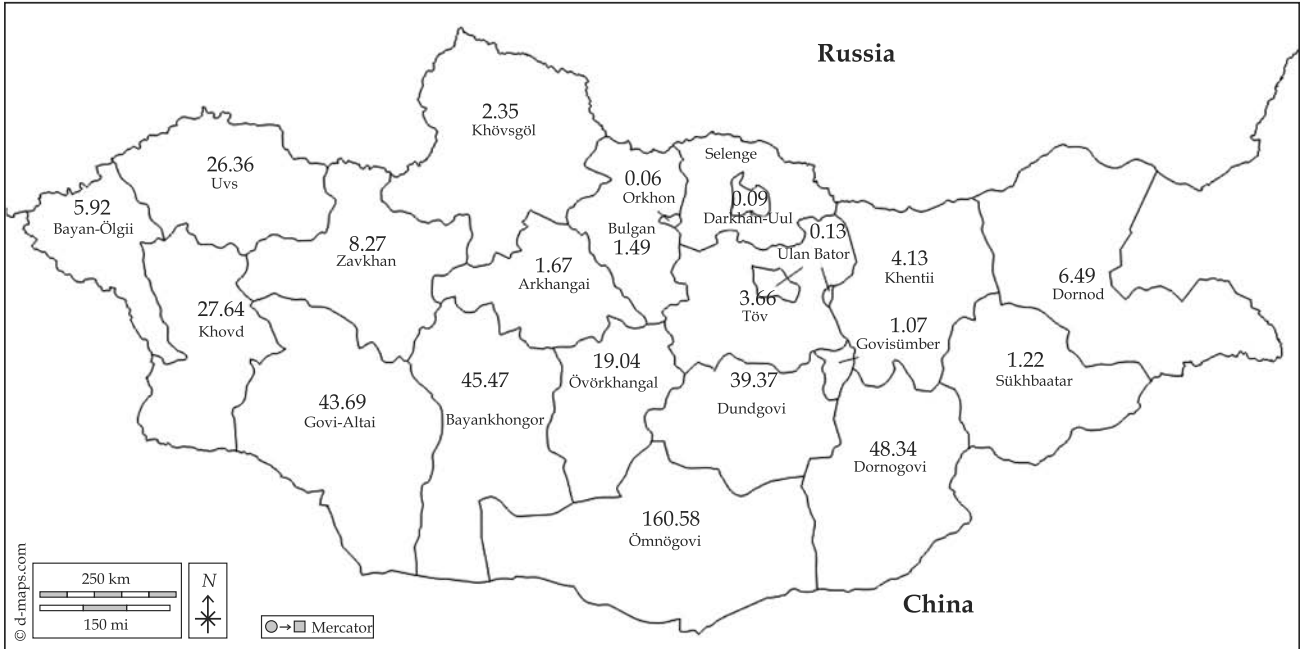 Russia
2.35
Khövsgöl
Selenge
26.36
Uvs
0.06
Orkhon
0.09
Darkhan-Uul
5.92
Bayan-Ölgii
Bulgan
1.49
0.13
Ulan Bator
8.27
Zavkhan
1.67
Arkhangai
4.13
Khentii
6.49
Dornod
27.64
Khovd
3.66
Töv
1.07
Govisümber
19.04
Övörkhangal
1.22
Sükhbaatar
45.47
Bayankhongor
39.37
Dundgovi
43.69
Govi-Altai
48.34
Dornogovi
160.58
Ömnögovi
China
© d-maps.com
250 km
150 mi
N
Mercator